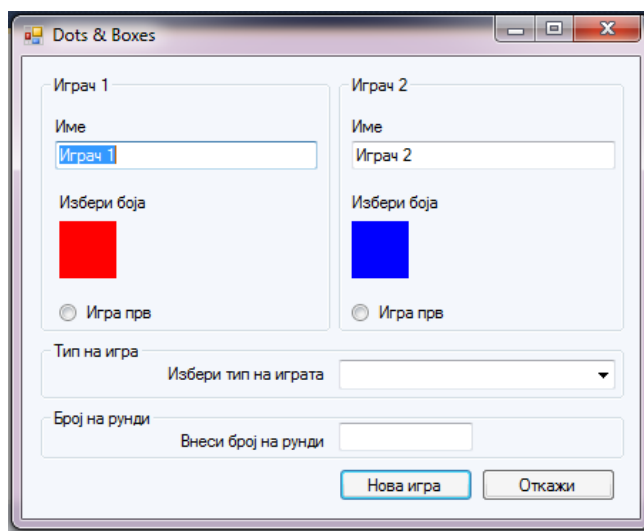 Dots & Boxes
Играч 1
Име
Играч 1
Избери боја
Игра прв
Играч 2
Име
Играч 2
Избери боја
Игра прв
Тип на игра
Избери тип на играта
Број на рунди
Внеси број на рунди
Нова игра
Откажи